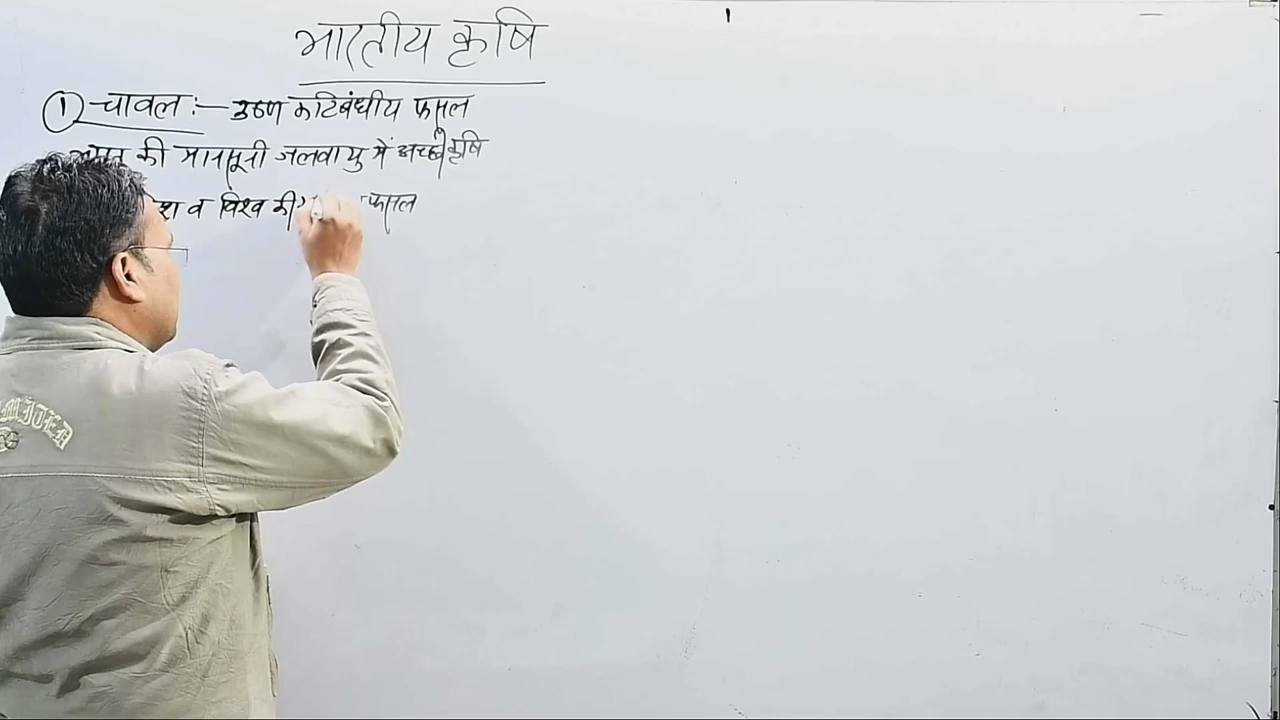 भारतीय कृषि
① चावल :- उष्ण कटिबंधीय फसल
की मानसूनी जलवायु में अच्छी कृषि
व विश्व की फसल